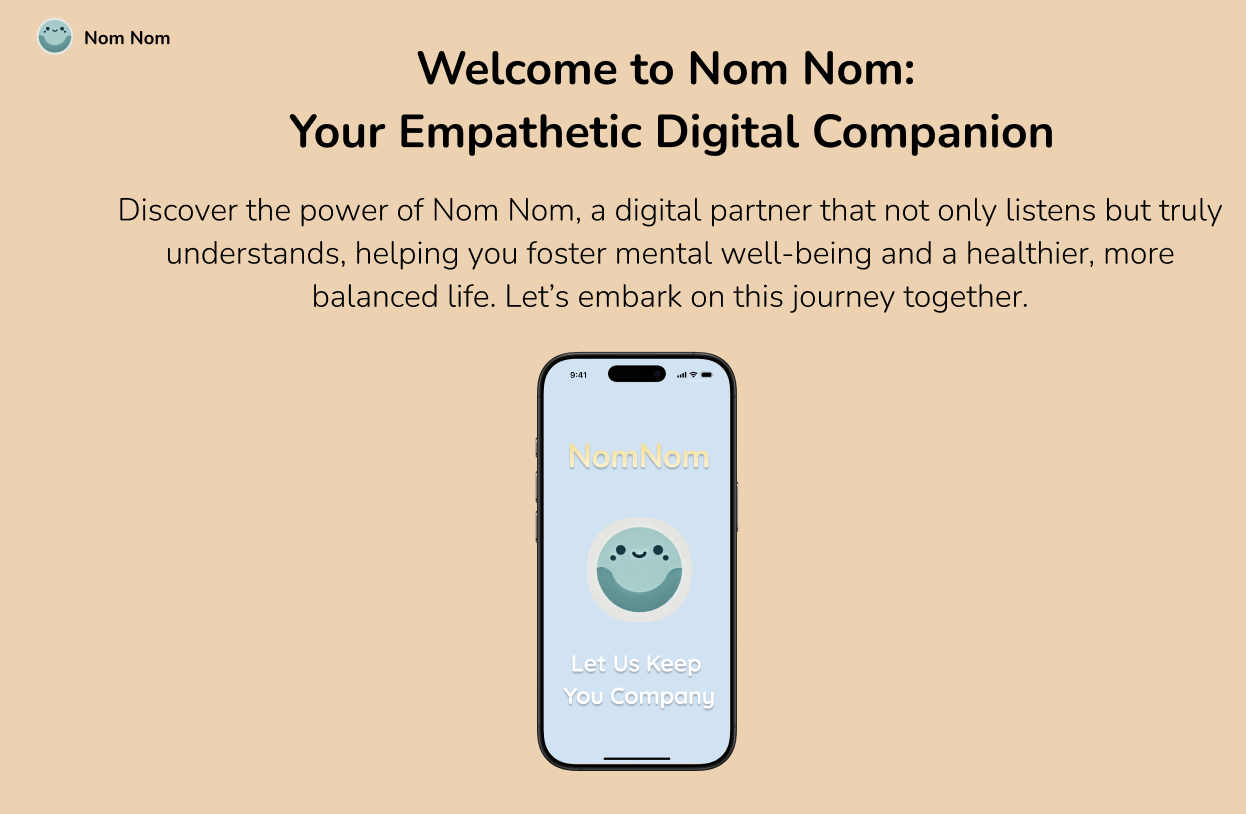 Nom Nom
Welcome to Nom Nom:
Your Empathetic Digital Companion
Discover the power of Nom Nom, a digital partner that not only listens but truly
understands, helping you foster mental well-being and a healthier, more
balanced life. Let’s embark on this journey together.
9:41
NomNom
Let Us Keep
You Company